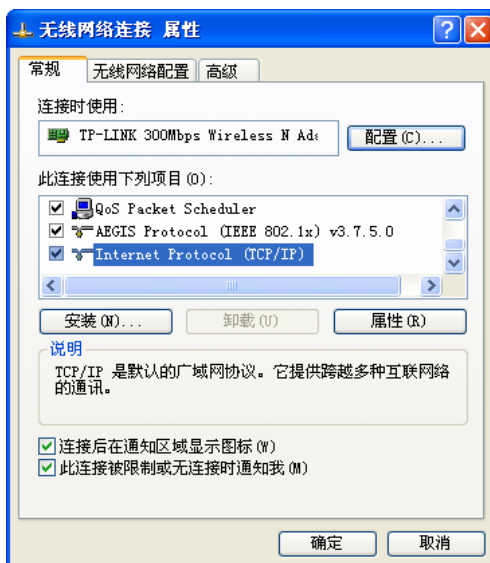 无线网络连接 属性
常规 无线网络配置 高级
连接时使用:
TP-LINK 300Mbps Wireless N Ada
配置(C)...
此连接使用下列项目(O):
QoS Packet Scheduler
AEGIS Protocol (IEEE 802.1x) v3.7.5.0
Internet Protocol (TCP/IP)
安装(N)... 卸载(U) 属性(R)
说明
TCP/IP 是默认的广域网协议。它提供跨越多种互联网络
的通讯。
连接后在通知区域显示图标(W)
此连接被限制或无连接时通知我(M)
确定 取消